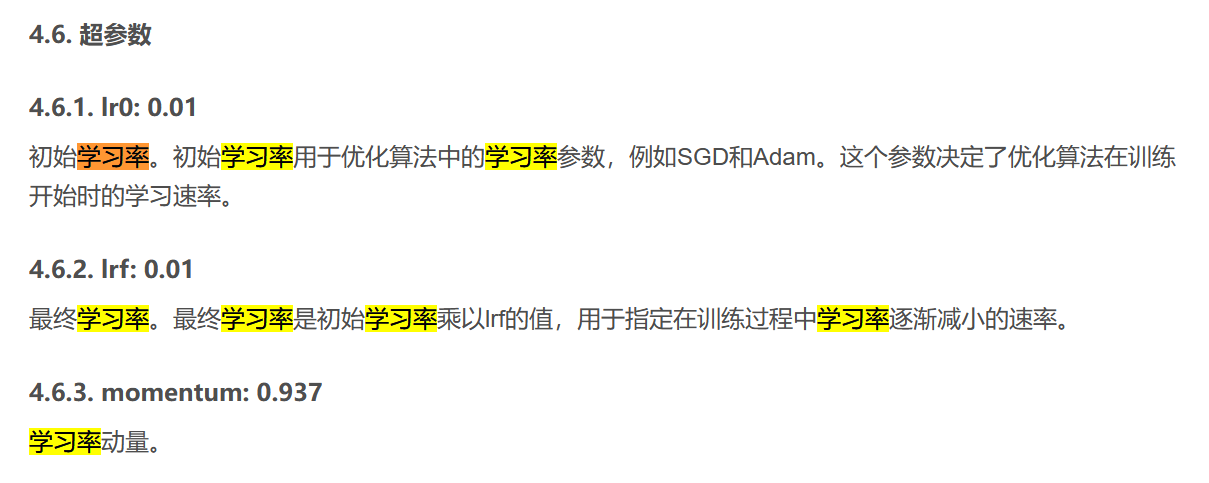 4.6. 超参数
4.6.1. lr0: 0.01
初始学习率。初始学习率用于优化算法中的学习率参数，例如SGD和Adam。这个参数决定了优化算法在训练
开始时的学习速率。
4.6.2. lrf: 0.01
最终学习率。最终学习率是初始学习率乘以lrf的值，用于指定在训练过程中学习率逐渐减小的速率。
4.6.3. momentum: 0.937
学习率动量。